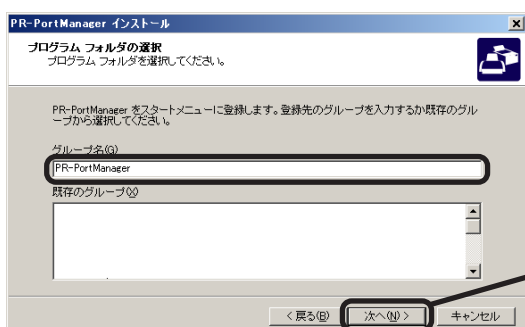 PR-PortManager インストール
プログラム フォルダの選択
プログラム フォルダを選択してください。
PR-PortManager をスタートメニューに登録します。登録先のグループを入力するか既存のグル
ープから選択してください。
グループ名(G)
PR-PortManager
既存のグループ(X)
< 戻る(B)
次へ(N) >
キャンセル